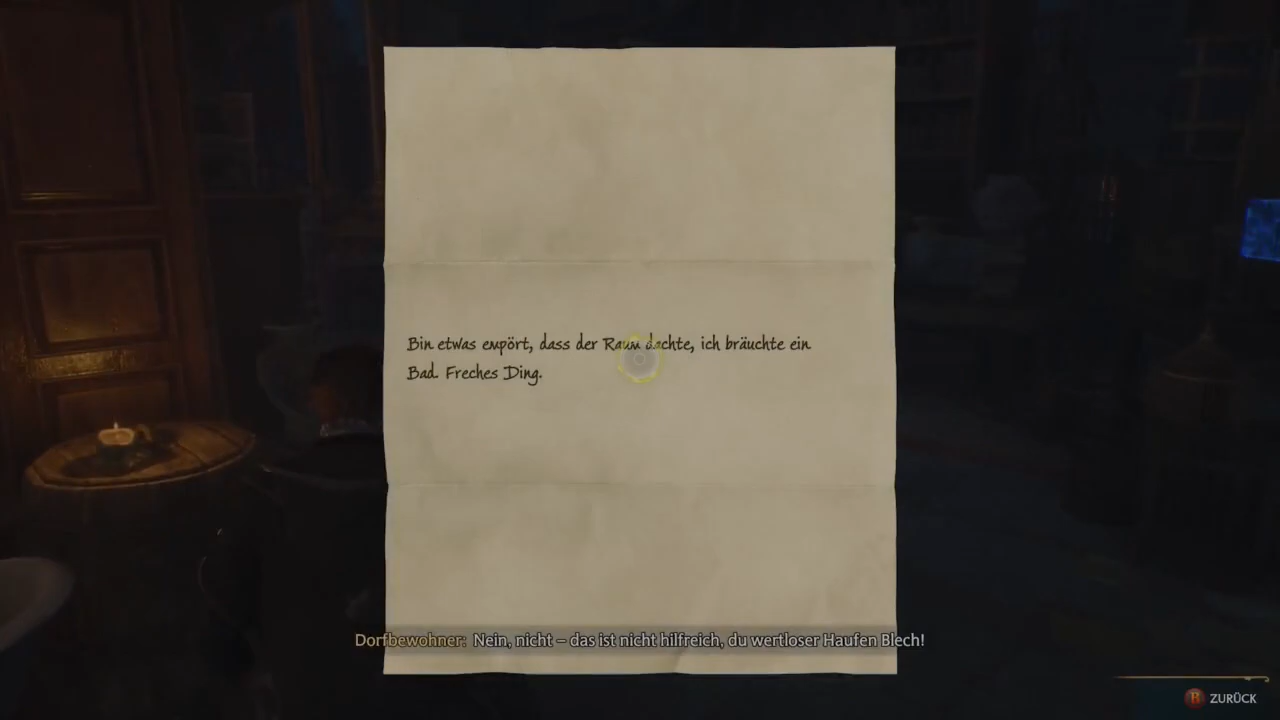 Bin etwas empört, dass der Raum dachte, ich bräuchte ein
Bad. Freches Ding.
Dorfbewohner: Nein, nicht – das ist nicht hilfreich, du wertloser Haufen Blech!
B ZURÜCK